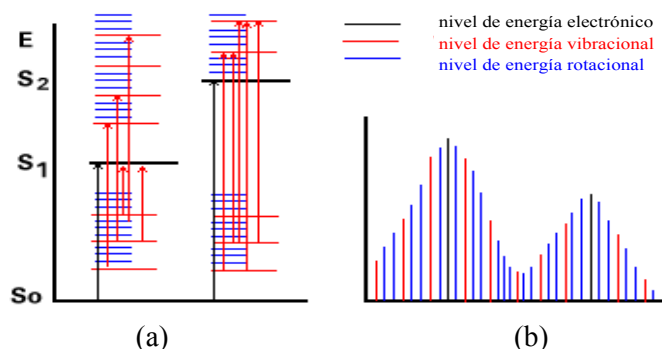 E
S2
S1
So
nivel de energía electrónico
nivel de energía vibracional
nivel de energía rotacional
(a)
(b)